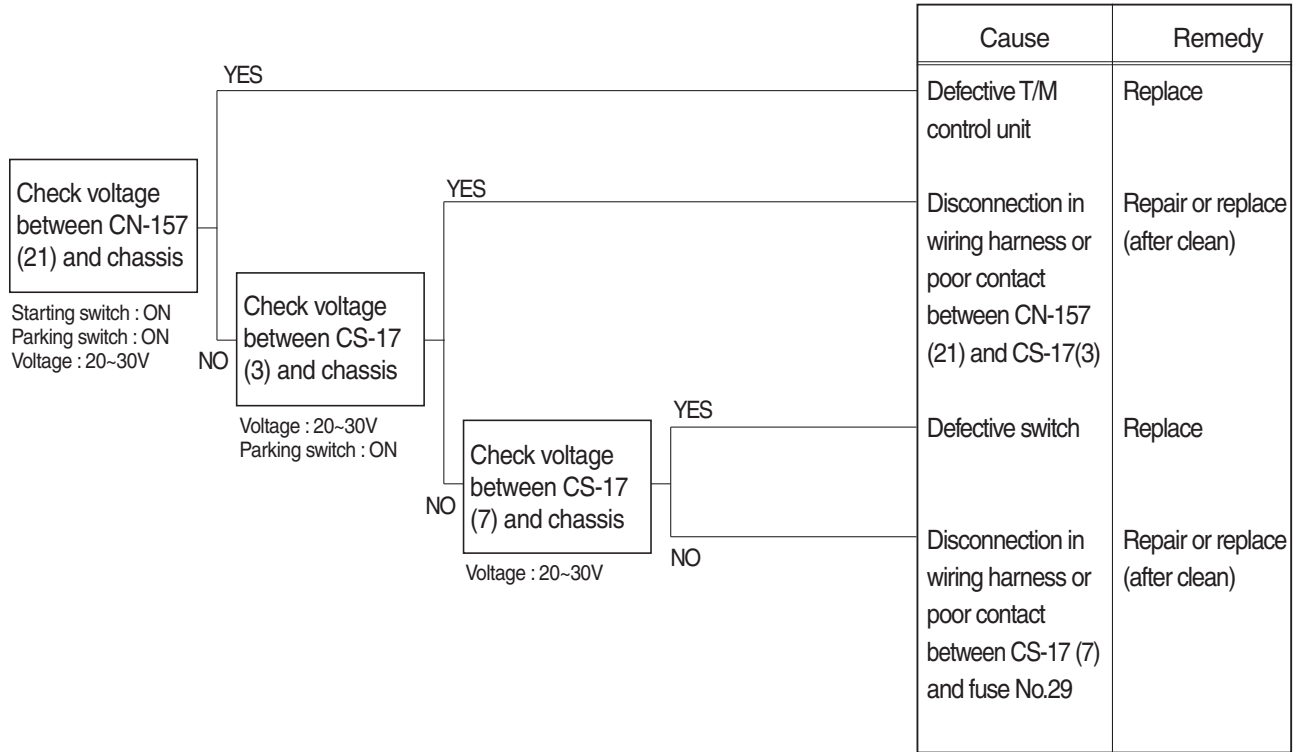 Cause Remedy
YES
Defective T/M
control unit
Replace
Check voltage
between CN-157
(21) and chassis
Starting switch : ON
Parking switch : ON
Voltage : 20~30V
NO
YES
Disconnection in
wiring harness or
poor contact
between CN-157
(21) and CS-17(3)
Repair or replace
(after clean)
Check voltage
between CS-17
(3) and chassis
Voltage : 20~30V
Parking switch : ON
NO
YES
Defective switch
Replace
Check voltage
between CS-17
(7) and chassis
Voltage : 20~30V
NO
Disconnection in
wiring harness or
poor contact
between CS-17 (7)
and fuse No.29
Repair or replace
(after clean)